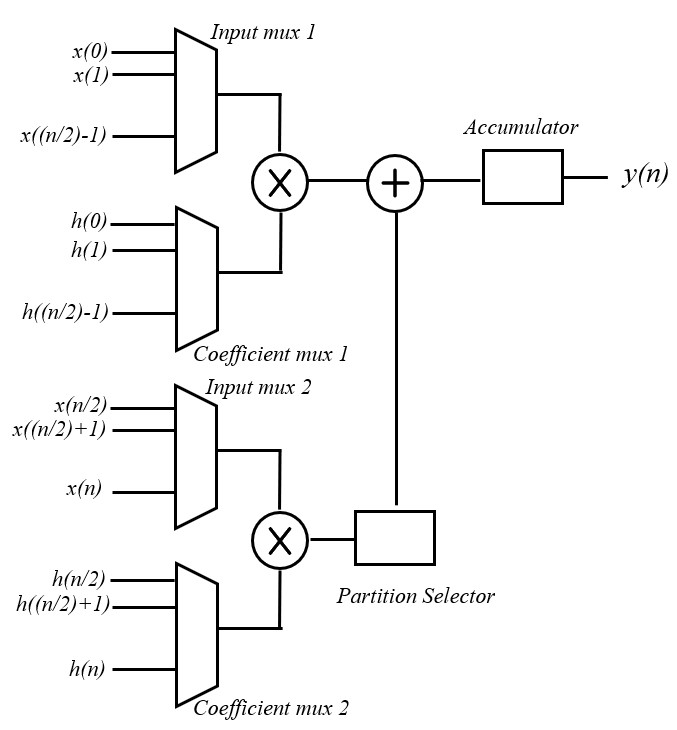 Input mux 1
x(0)
x(1)
x((n/2)-1)
Accumulator
X
+
y(n)
h(0)
h(1)
h((n/2)-1)
Coefficient mux 1
Input mux 2
x(n/2)
x((n/2)+1)
x(n)
X
h(n/2)
h((n/2)+1)
Partition Selector
h(n)
Coefficient mux 2